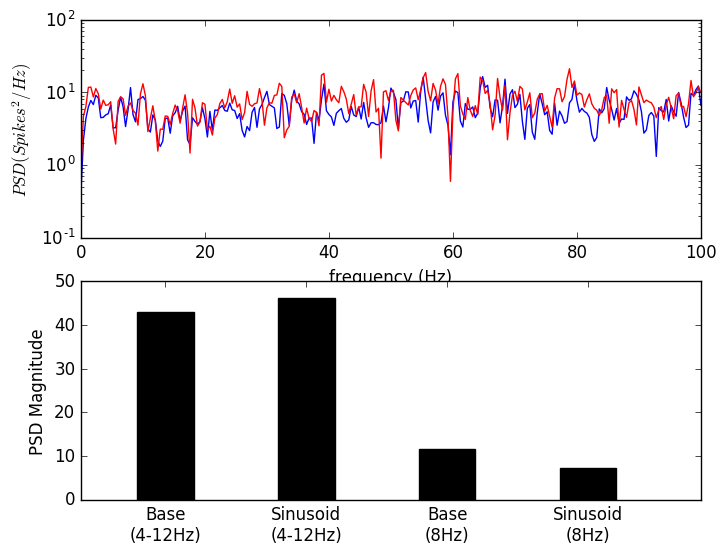 10^2
10^1
10^0
10^-1
PSD(Spikes^2/Hz)
0 20 40 60 80 100
frequency (Hz)
50
40
30
20
10
0
PSD Magnitude
Base Sinusoid Base Sinusoid
(4-12Hz) (4-12Hz) (8Hz) (8Hz)